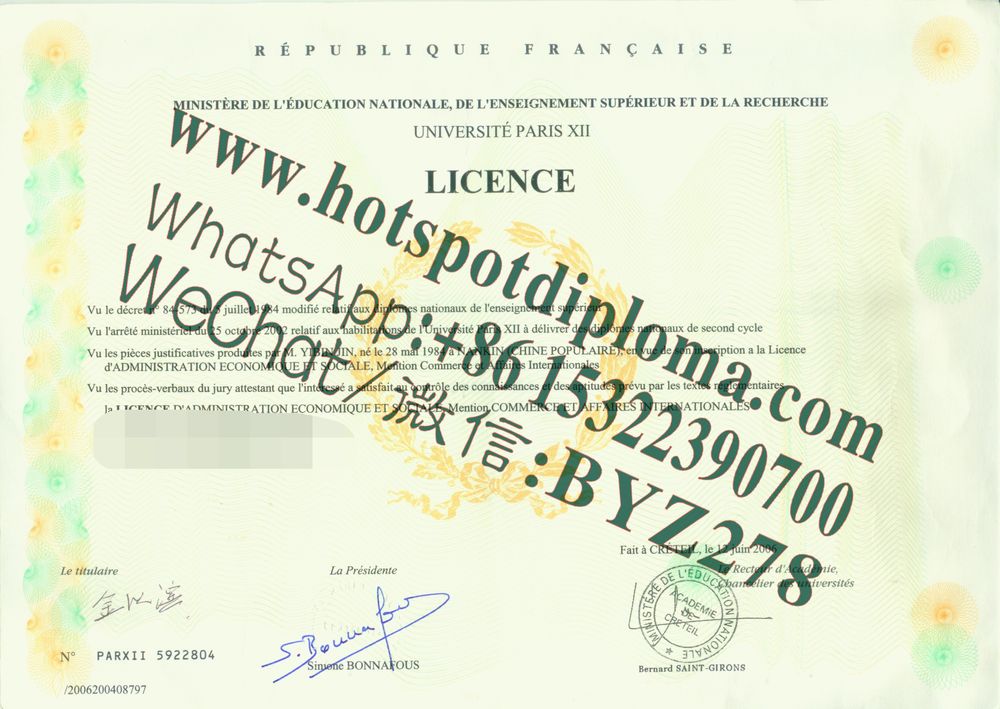 RÉPUBLIQUE FRANÇAISE
MINISTÈRE DE L'ÉDUCATION NATIONALE, DE L'ENSEIGNEMENT SUPÉRIEUR ET DE LA RECHERCHE
UNIVERSITÉ PARIS XII
LICENCE
www.hotspotdiploma.com
WhatsApp:+86 15322390700
WeChat/微信:BYZ278
Vu le décret n° 84-573 du 5 juillet 1984 modifié relatif aux diplômes nationaux de l'enseignement supérieur
Vu l'arrêté ministériel du 25 octobre 2002 relatif aux habilitations de l'Université Paris XII à délivrer des diplômes nationaux de second cycle
Vu les pièces justificatives produites par M. YIBIN JIN, né le 28 mai 1984 à NANKIN (CHINE POPULAIRE), en vue de son inscription a la Licence
d'ADMINISTRATION ECONOMIQUE ET SOCIALE, Mention Commerce et Affaires Internationales
Vu les procès-verbaux du jury attestant que l'intéressé a satisfait au contrôle des connaissances et des aptitudes prévu par les textes réglementaires
la LICENCE D'ADMINISTRATION ECONOMIQUE ET SOCIALE, Mention COMMERCE ET AFFAIRES INTERNATIONALES
Fait à CRÉTEIL, le 12 juin 2006
Le titulaire
La Présidente
Le Recteur d'Académie,
Chancelier des universités
MINISTÈRE DE L'ÉDUCATION NATIONALE
ACADEMIE
DE
CRETEIL
S. Bonnafous
Simone BONNAFOUS
Bernard SAINT-GIRONS
N° PARXII 5922804
/2006200408797